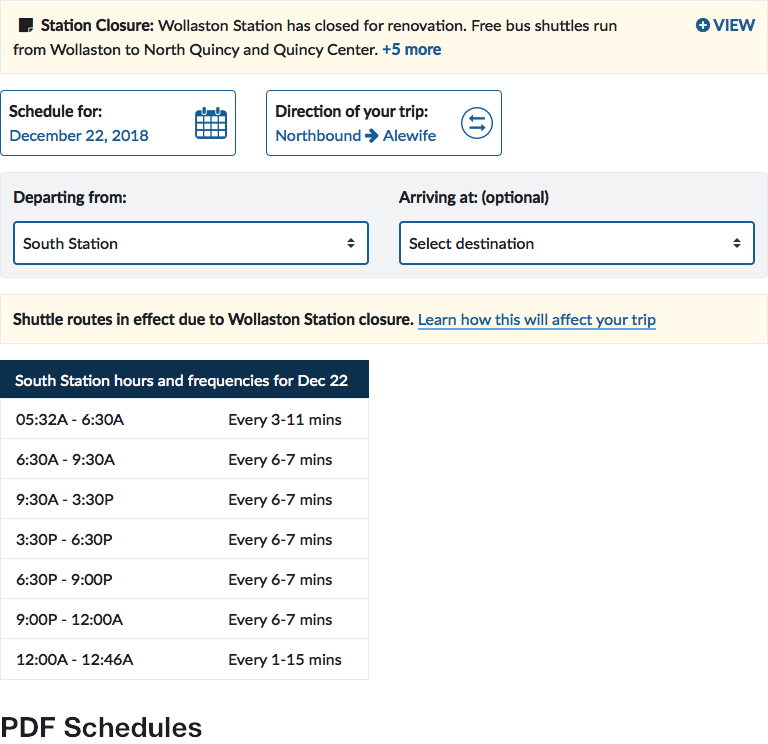 Station Closure: Wollaston Station has closed for renovation. Free bus shuttles run
from Wollaston to North Quincy and Quincy Center. +5 more
VIEW
Schedule for:
December 22, 2018
Direction of your trip:
Northbound Alewife
Departing from:
South Station
Arriving at: (optional)
Select destination
Shuttle routes in effect due to Wollaston Station closure. Learn how this will affect your trip
South Station hours and frequencies for Dec 22
05:32A - 6:30A Every 3-11 mins
6:30A - 9:30A Every 6-7 mins
9:30A - 3:30P Every 6-7 mins
3:30P - 6:30P Every 6-7 mins
6:30P - 9:00P Every 6-7 mins
9:00P - 12:00A Every 6-7 mins
12:00A - 12:46A Every 1-15 mins
PDF Schedules